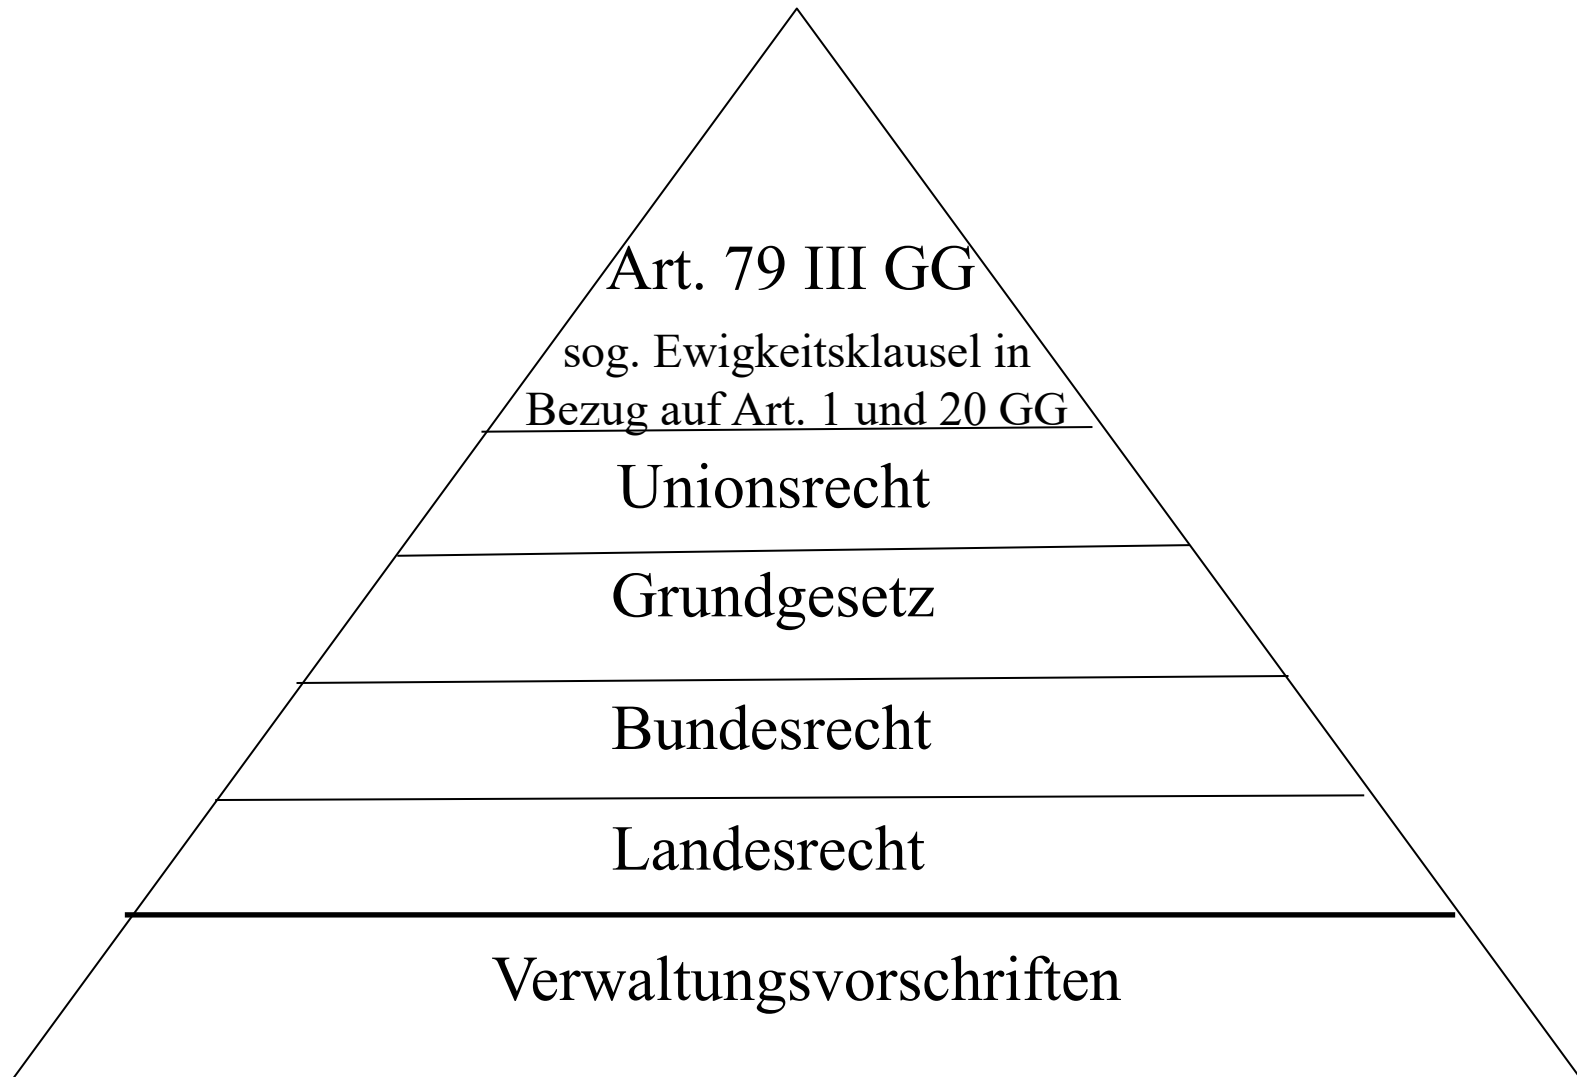 Art. 79 III GG
sog. Ewigkeitsklausel in
Bezug auf Art. 1 und 20 GG
Unionsrecht
Grundgesetz
Bundesrecht
Landesrecht
Verwaltungsvorschriften